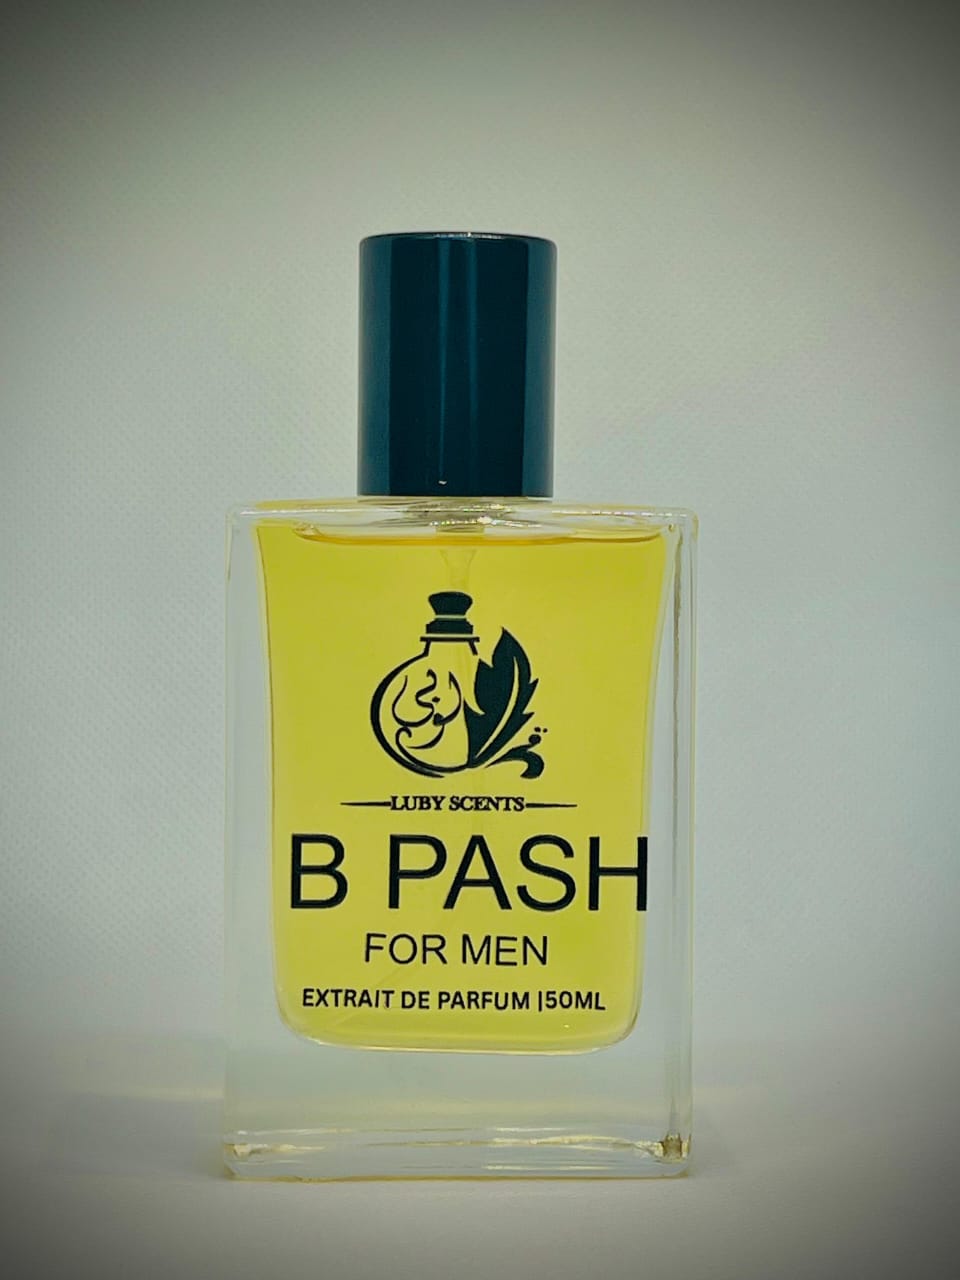 لوبي
LUBY SCENTS
B PASH
FOR MEN
EXTRAIT DE PARFUM |50ML